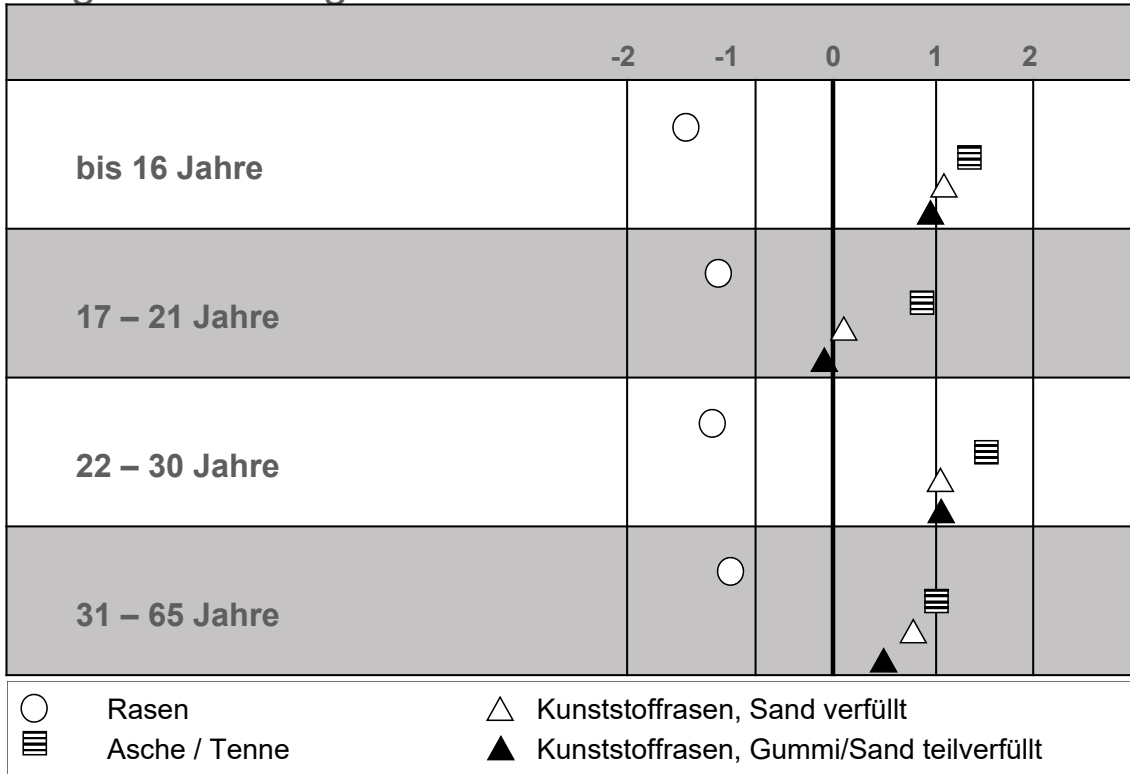 -2 -1 0 1 2
bis 16 Jahre
17 – 21 Jahre
22 – 30 Jahre
31 – 65 Jahre
Rasen Kunststoffrasen, Sand verfüllt
Asche / Tenne Kunststoffrasen, Gummi/Sand teilverfüllt